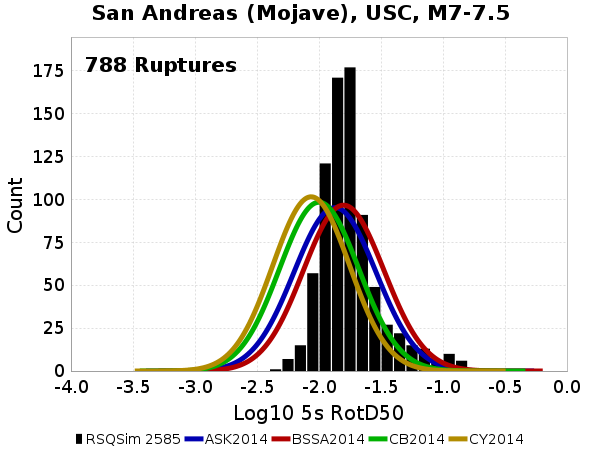 San Andreas (Mojave), USC, M7-7.5
788 Ruptures
175
150
125
100
75
50
25
0
Count
-4.0 -3.5 -3.0 -2.5 -2.0 -1.5 -1.0 -0.5 0.0
Log10 5s RotD50
RSQSim 2585 ASK2014 BSSA2014 CB2014 CY2014